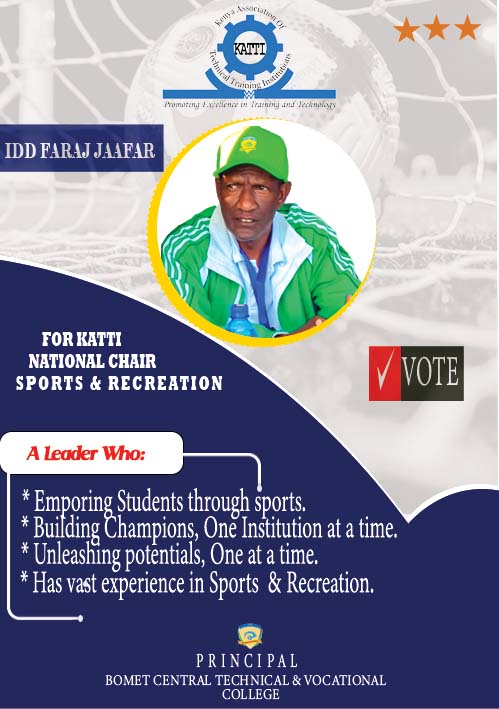 Kenya Association Of
KATTI
Technical Training Institutions
Promoting Excellence in Training and Technology
IDD FARAJ JAAFAR
FOR KATTI
NATIONAL CHAIR
SPORTS & RECREATION
VOTE
A Leader Who:
* Emporing Students through sports.
* Building Champions, One Institution at a time.
* Unleashing potentials, One at a time.
* Has vast experience in Sports & Recreation.
PRINCIPAL
BOMET CENTRAL TECHNICAL & VOCATIONAL
COLLEGE